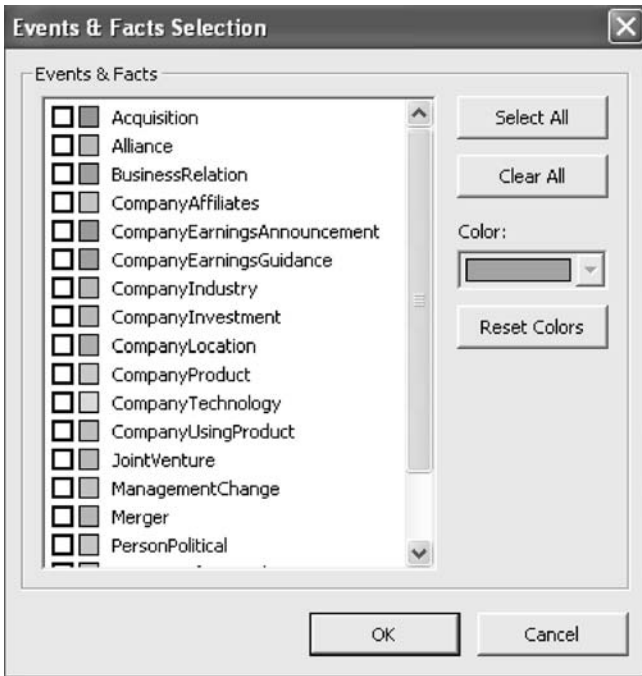 Events & Facts Selection
Events & Facts
Acquisition
Alliance
BusinessRelation
CompanyAffiliates
CompanyEarningsAnnouncement
CompanyEarningsGuidance
CompanyIndustry
CompanyInvestment
CompanyLocation
CompanyProduct
CompanyTechnology
CompanyUsingProduct
JointVenture
ManagementChange
Merger
PersonPolitical
Select All
Clear All
Color:
Reset Colors
OK
Cancel